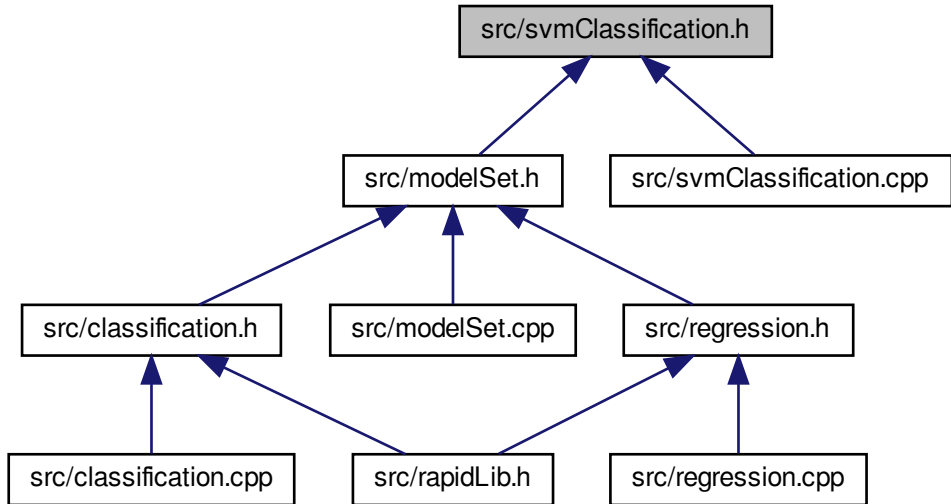 src/svmClassification.h
src/modelSet.h
src/svmClassification.cpp
src/classification.h
src/modelSet.cpp
src/regression.h
src/classification.cpp
src/rapidLib.h
src/regression.cpp